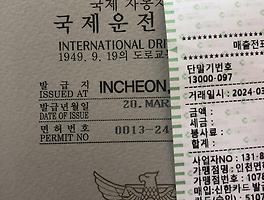 국제 자동차
국제운전
INTERNATIONAL DRI
1949. 9. 19의 도로교
발급지
ISSUED AT
INCHEON,
발급년월일
DATE OF ISSUE
20. MAR
면허번호
PERMIT NO
0013-24
매출전표
단말기번호
13000-097
거래일시 : 2024-03
금액 :
세금 :
봉사료 :
합계 :
사업자NO : 131-8
가맹점명 : 인천면
가맹점번호 : 1078
매입:신한카드 발급